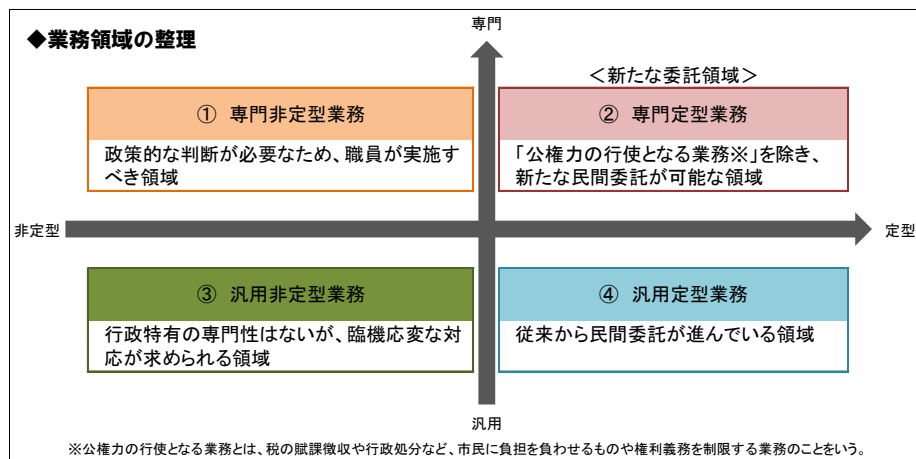 専門
◆業務領域の整理
＜新たな委託領域＞
① 専門非定型業務
政策的な判断が必要なため、職員が実施す
べき領域
② 専門定型業務
「公権力の行使となる業務※」を除き、
新たな民間委託が可能な領域
非定型
定型
③ 汎用非定型業務
行政特有の専門性はないが、臨機応変な対
応が求められる領域
④ 汎用定型業務
従来から民間委託が進んでいる領域
汎用
※公権力の行使となる業務とは、税の賦課徴収や行政処分など、市民に負担を負わせるものや権利義務を制限する業務のことをいう。